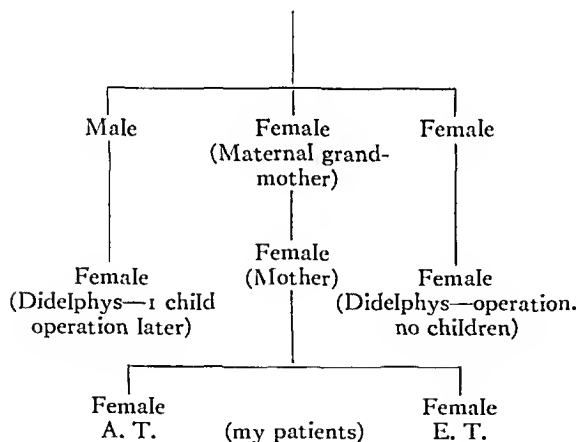 Male Female Female
(Maternal grand-
mother)
Female
(Mother)
Female Female
(Didelphys—1 child (Didelphys—operation.
operation later) no children)
Female Female
A. T. (my patients) E. T.